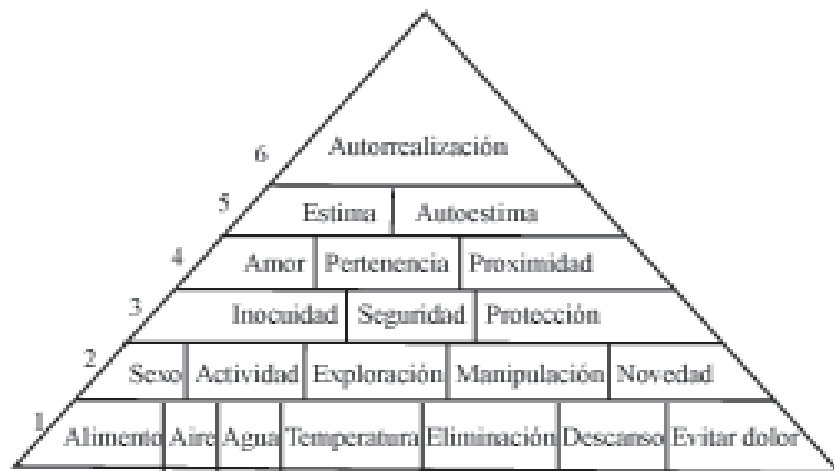 6 Autorrealización
5 Estima Autoestima
4 Amor Pertenencia Proximidad
3 Inocuidad Seguridad Protección
2 Sexo Actividad Exploración Manipulación Novedad
1 Alimento Aire Agua Temperatura Eliminación Descanso Evitar dolor